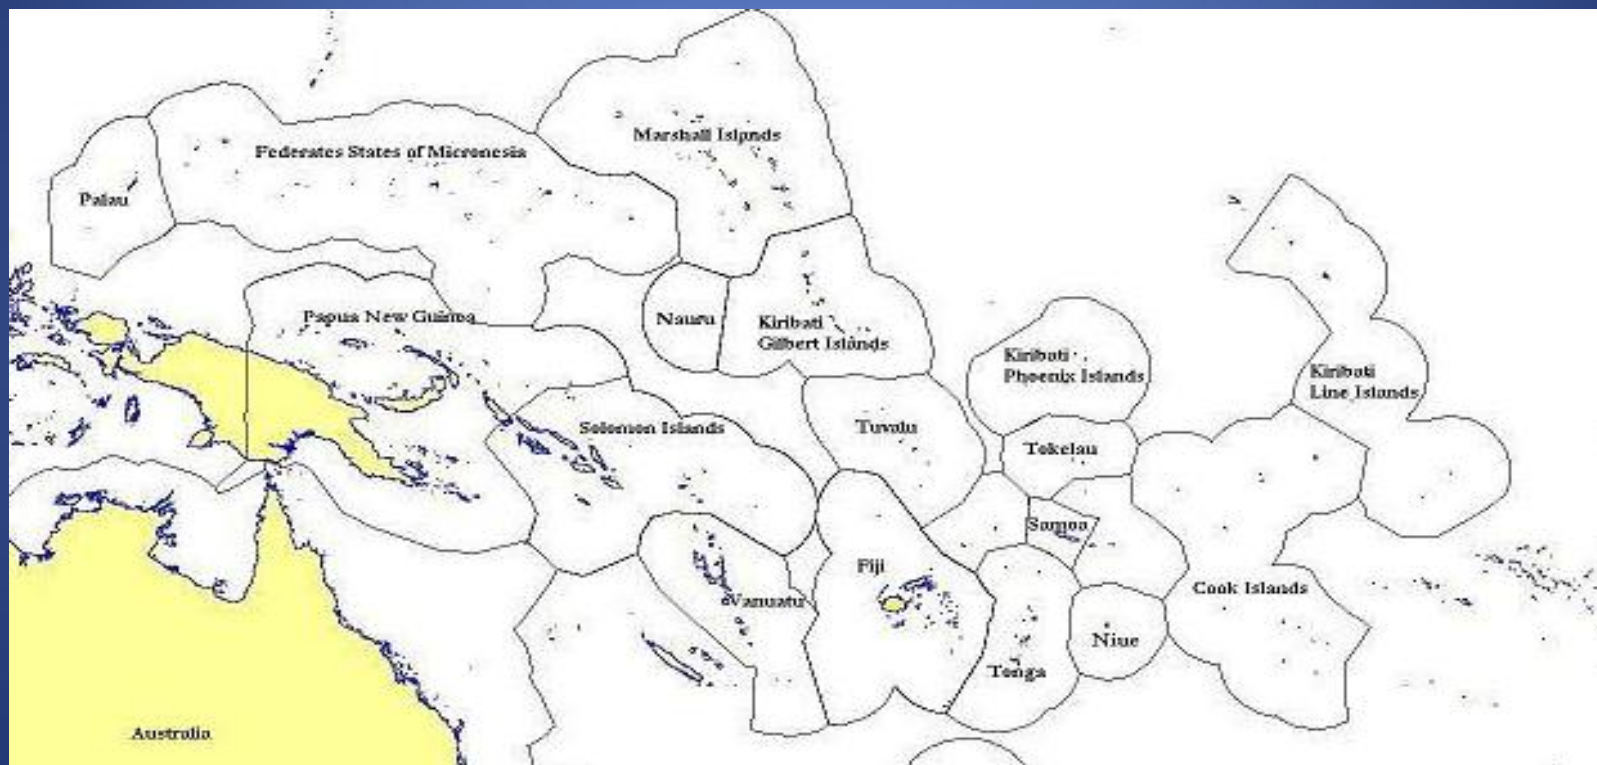 Marshall Islands
Federates States of Micronesia
Palau
Papua New Guinea
Nauru
Kiribati
Gilbert Islands
Kiribati
Phoenix Islands
Kiribati
Line Islands
Solomon Islands
Tuvalu
Tokelau
Samoa
Fiji
Vanuatu
Cook Islands
Niue
Tonga
Australia